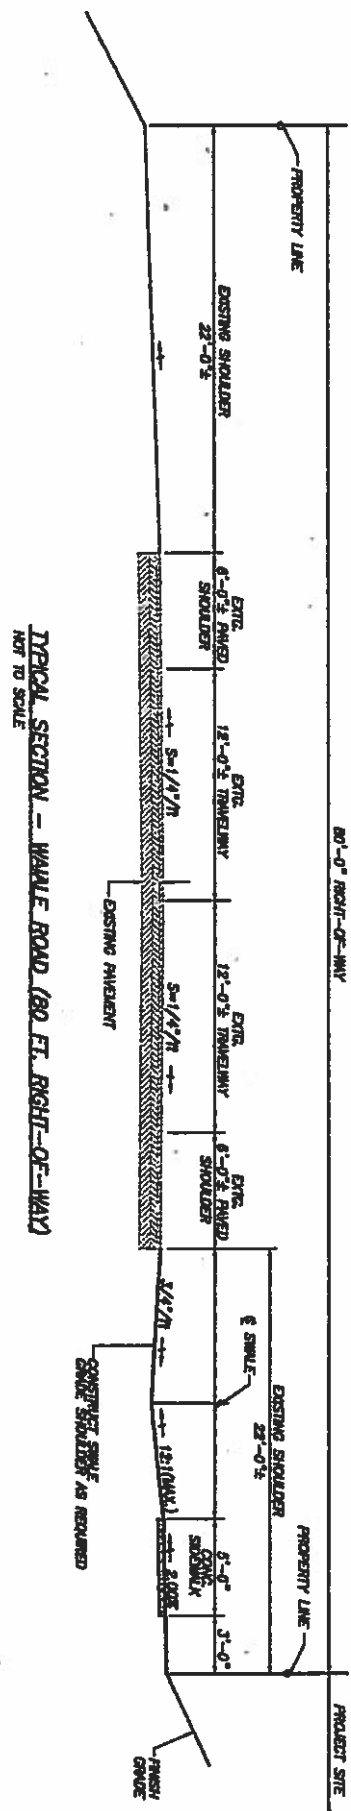 80'-0" RIGHT-OF-WAY
PROJECT SITE
PROPERTY LINE
PROPERTY LINE
EXISTING SHOULDER
22'-0"±
EXTG.
6'-0"± PAVED
SHOULDER
EXTG.
12'-0"± TRAVELWAY
EXTG.
12'-0"± TRAVELWAY
EXTG.
6'-0"± PAVED
SHOULDER
EXISTING SHOULDER
22'-0"±
℄ SWALE
5'-0"
CONC.
SIDEWALK
3'-0"
S=1/4"/ft
S=1/4"/ft
3/4"/ft
12:1(MAX.)
2.00%
EXISTING PAVEMENT
CONSTRUCT SWALE
GRADE SHOULDER AS REQUIRED
FINISH
GRADE
TYPICAL SECTION - ROAD (80 FT. RIGHT-OF-WAY)
NOT TO SCALE